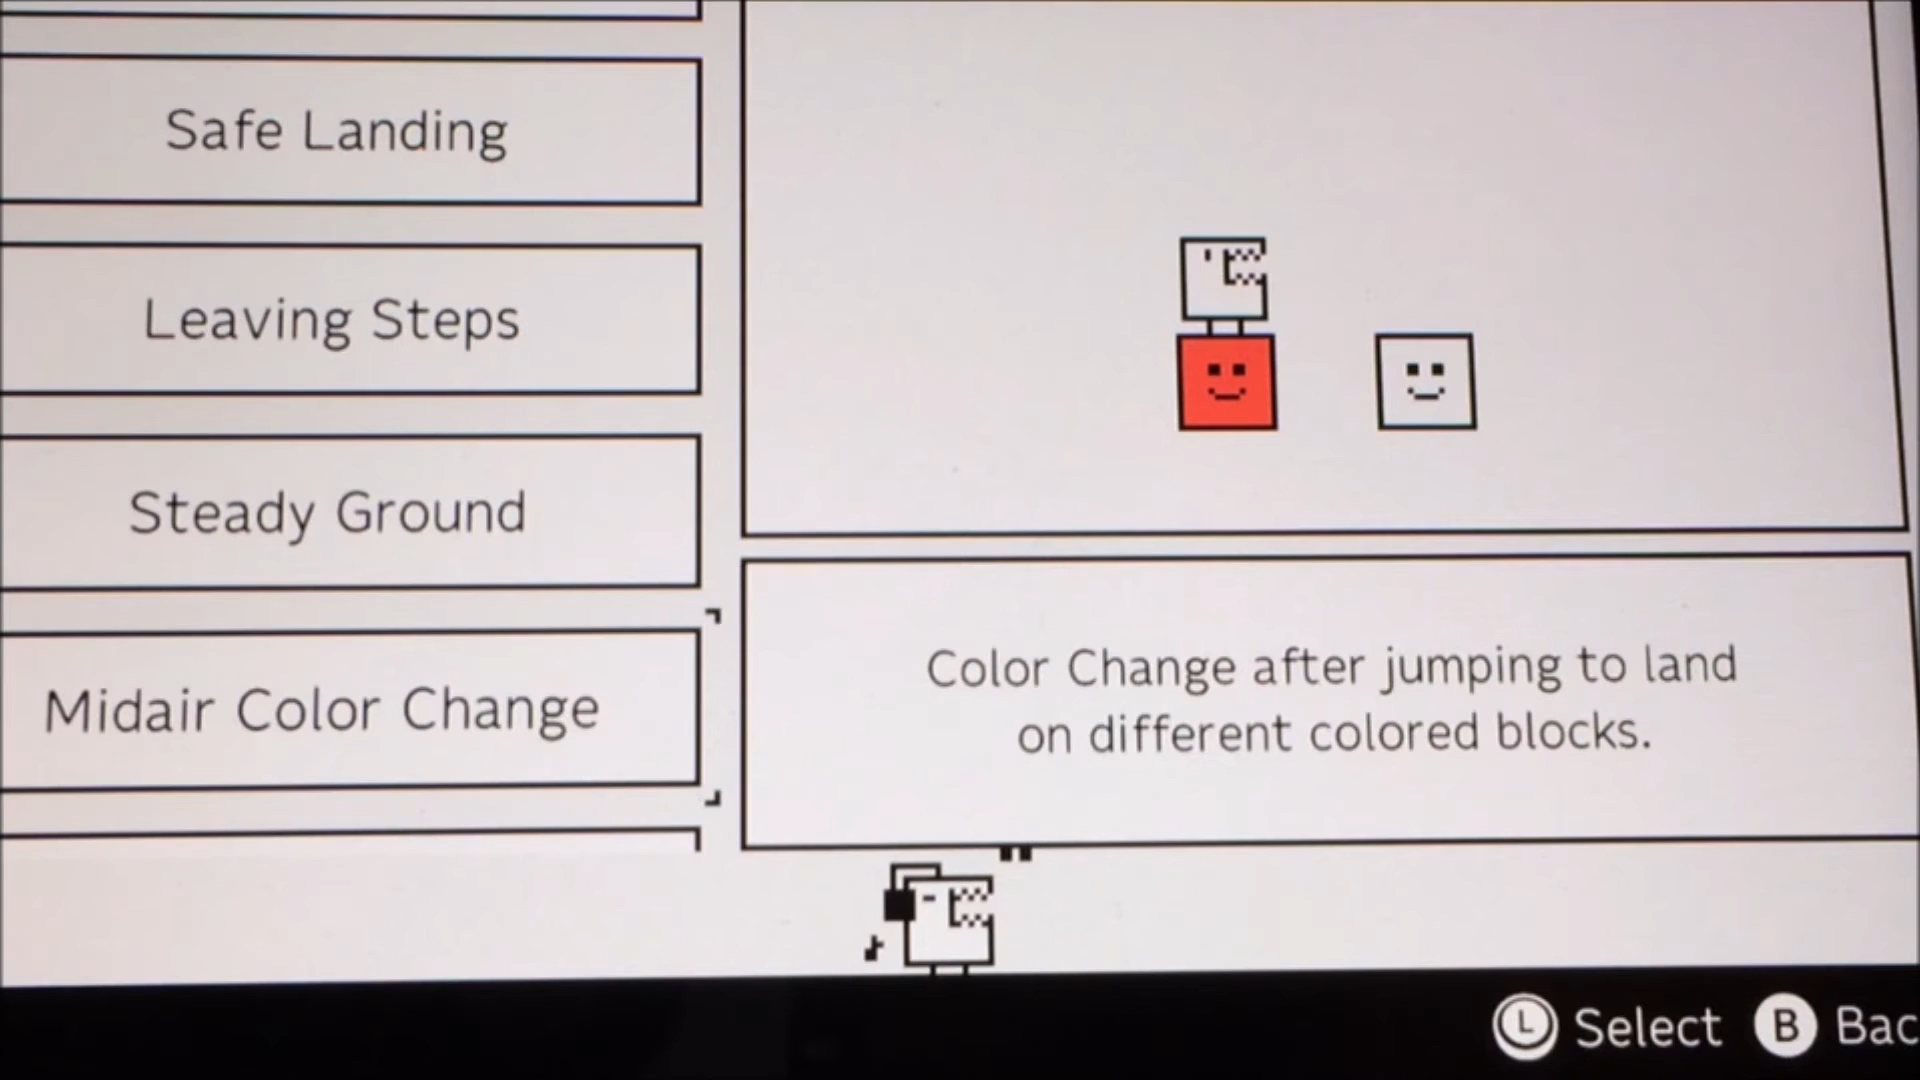 Safe Landing
Leaving Steps
Steady Ground
Midair Color Change
Color Change after jumping to land
on different colored blocks.
L Select B Bac